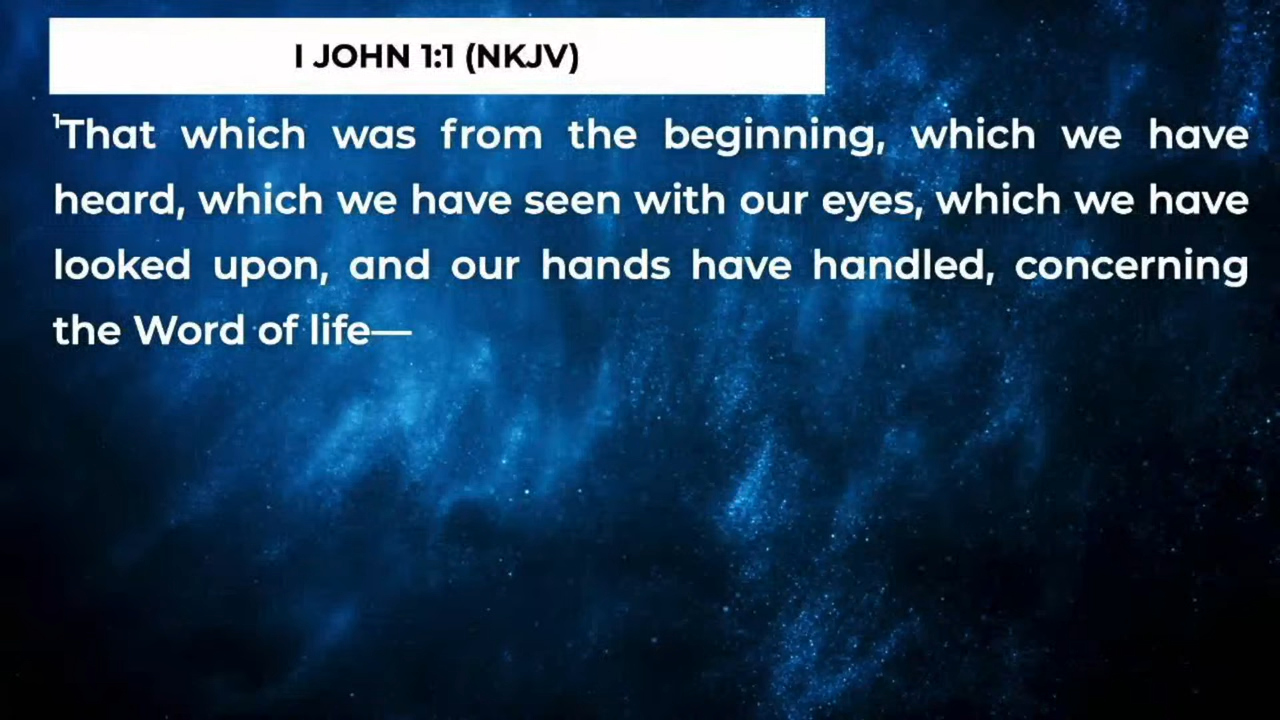 I JOHN 1:1 (NKJV)
¹That which was from the beginning, which we have
heard, which we have seen with our eyes, which we have
looked upon, and our hands have handled, concerning
the Word of life—